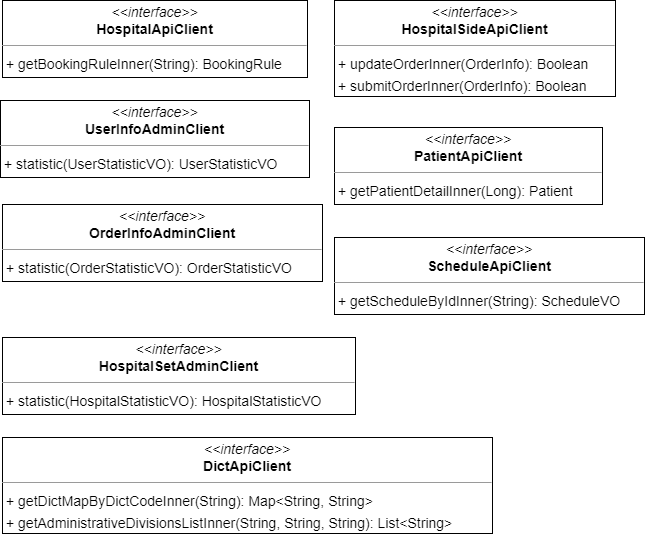 <<interface>>
HospitalApiClient
+ getBookingRuleInner(String): BookingRule
<<interface>>
HospitalSideApiClient
+ updateOrderInner(OrderInfo): Boolean
+ submitOrderInner(OrderInfo): Boolean
<<interface>>
UserInfoAdminClient
+ statistic(UserStatisticVO): UserStatisticVO
<<interface>>
PatientApiClient
+ getPatientDetailInner(Long): Patient
<<interface>>
OrderInfoAdminClient
+ statistic(OrderStatisticVO): OrderStatisticVO
<<interface>>
ScheduleApiClient
+ getScheduleByIdInner(String): ScheduleVO
<<interface>>
HospitalSetAdminClient
+ statistic(HospitalStatisticVO): HospitalStatisticVO
<<interface>>
DictApiClient
+ getDictMapByDictCodeInner(String): Map<String, String>
+ getAdministrativeDivisionsListInner(String, String, String): List<String>